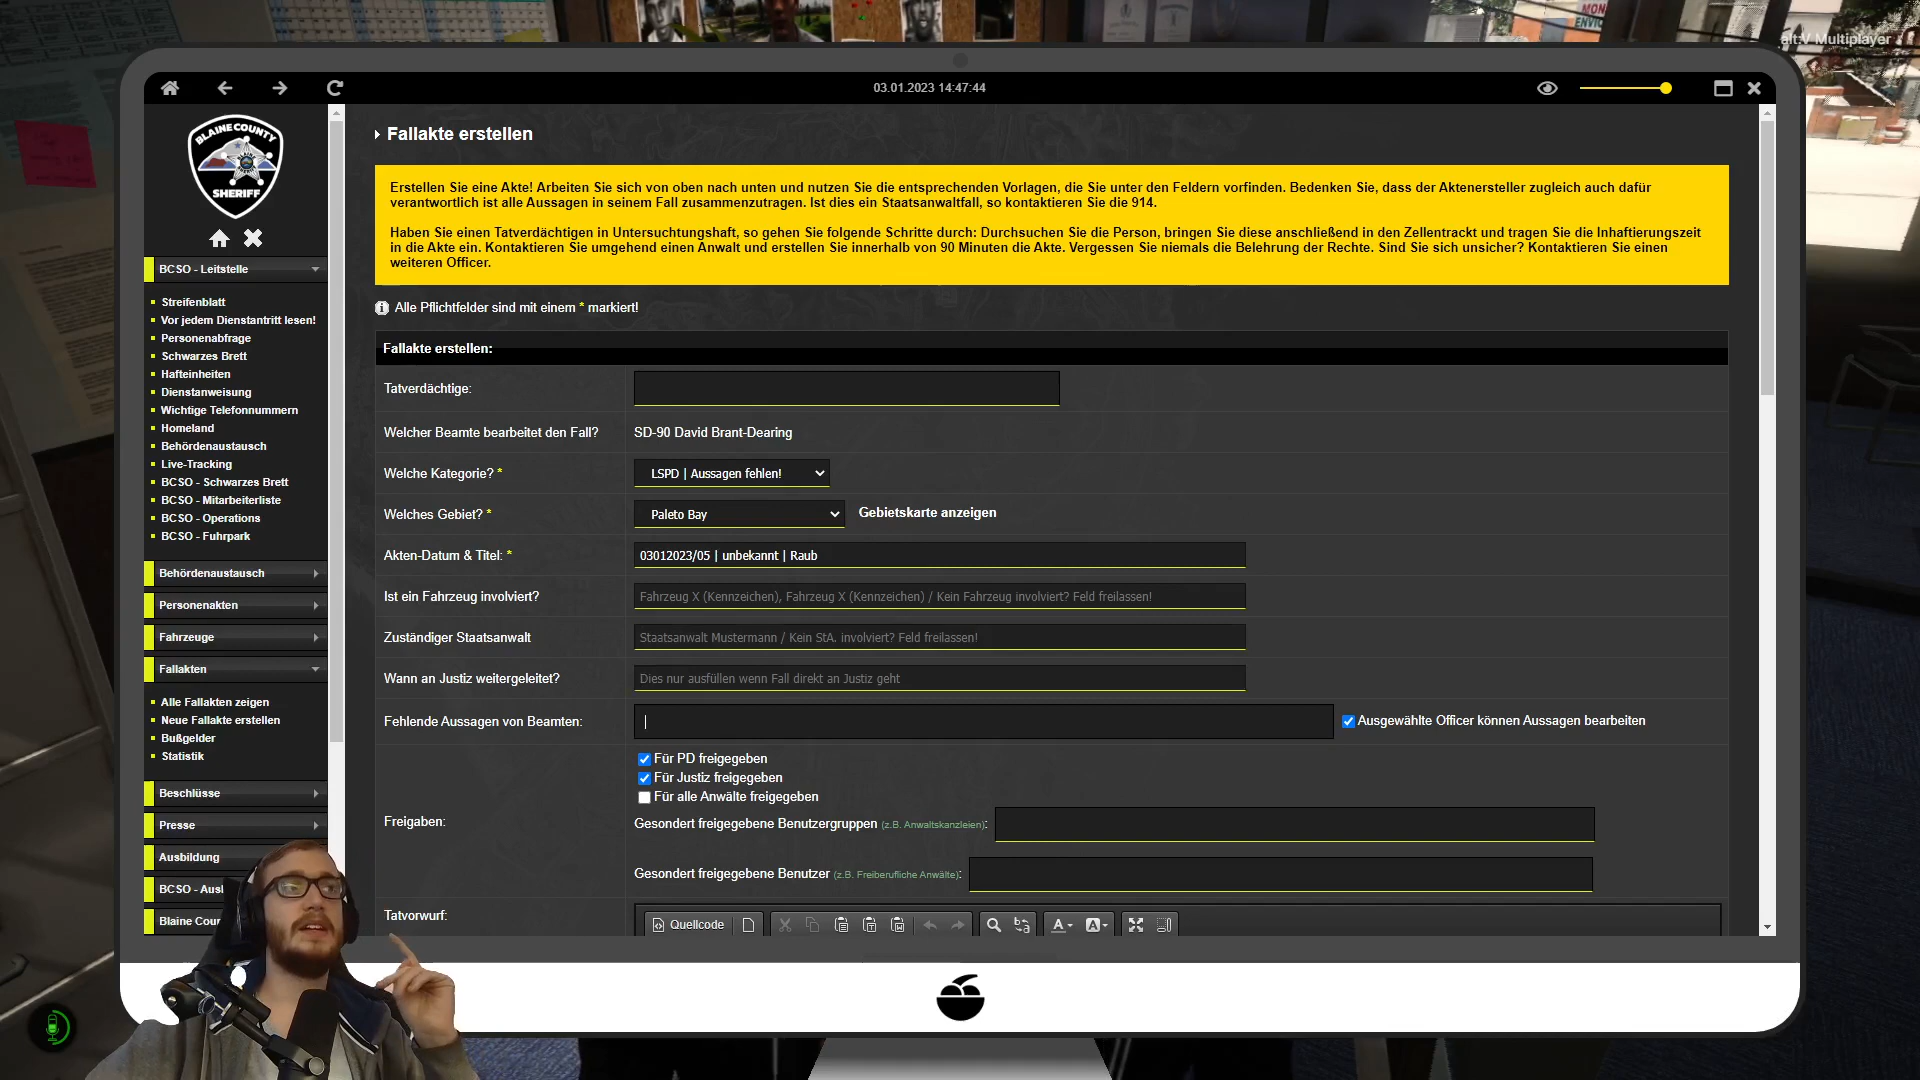 alt:V Multiplayer
MON
03.01.2023 14:47:44
BLAINE COUNTY
SHERIFF
BCSO - Leitstelle
Streifenblatt
Vor jedem Dienstantritt lesen!
Personenabfrage
Schwarzes Brett
Hafteinheiten
Dienstanweisung
Wichtige Telefonnummern
Homeland
Behördenaustausch
Live-Tracking
BCSO - Schwarzes Brett
BCSO - Mitarbeiterliste
BCSO - Operations
BCSO - Fuhrpark
Behördenaustausch
Personenakten
Fahrzeuge
Fallakten
Alle Fallakten zeigen
Neue Fallakte erstellen
Bußgelder
Statistik
Beschlüsse
Presse
Ausbildung
BCSO - Aus
Blaine Cou
Fallakte erstellen
Erstellen Sie eine Akte! Arbeiten Sie sich von oben nach unten und nutzen Sie die entsprechenden Vorlagen, die Sie unter den Feldern vorfinden. Bedenken Sie, dass der Aktenersteller zugleich auch dafür
verantwortlich ist alle Aussagen in seinem Fall zusammenzutragen. Ist dies ein Staatsanwaltfall, so kontaktieren Sie die 914.
Haben Sie einen Tatverdächtigen in Untersuchtungshaft, so gehen Sie folgende Schritte durch: Durchsuchen Sie die Person, bringen Sie diese anschließend in den Zellentrackt und tragen Sie die Inhaftierungszeit
in die Akte ein. Kontaktieren Sie umgehend einen Anwalt und erstellen Sie innerhalb von 90 Minuten die Akte. Vergessen Sie niemals die Belehrung der Rechte. Sind Sie sich unsicher? Kontaktieren Sie einen
weiteren Officer.
Alle Pflichtfelder sind mit einem * markiert!
Fallakte erstellen:
Tatverdächtige:
Welcher Beamte bearbeitet den Fall? SD-90 David Brant-Dearing
Welche Kategorie? * LSPD | Aussagen fehlen!
Welches Gebiet? * Paleto Bay Gebietskarte anzeigen
Akten-Datum & Titel: * 03012023/05 | unbekannt | Raub
Ist ein Fahrzeug involviert? Fahrzeug X (Kennzeichen), Fahrzeug X (Kennzeichen) / Kein Fahrzeug involviert? Feld freilassen!
Zuständiger Staatsanwalt Staatsanwalt Mustermann / Kein StA. involviert? Feld freilassen!
Wann an Justiz weitergeleitet? Dies nur ausfüllen wenn Fall direkt an Justiz geht
Fehlende Aussagen von Beamten: Ausgewählte Officer können Aussagen bearbeiten
Für PD freigegeben
Für Justiz freigegeben
Für alle Anwälte freigegeben
Freigaben:
Gesondert freigegebene Benutzergruppen (z.B. Anwaltskanzleien):
Gesondert freigegebene Benutzer (z.B. Freiberufliche Anwälte):
Tatvorwurf:
Quellcode